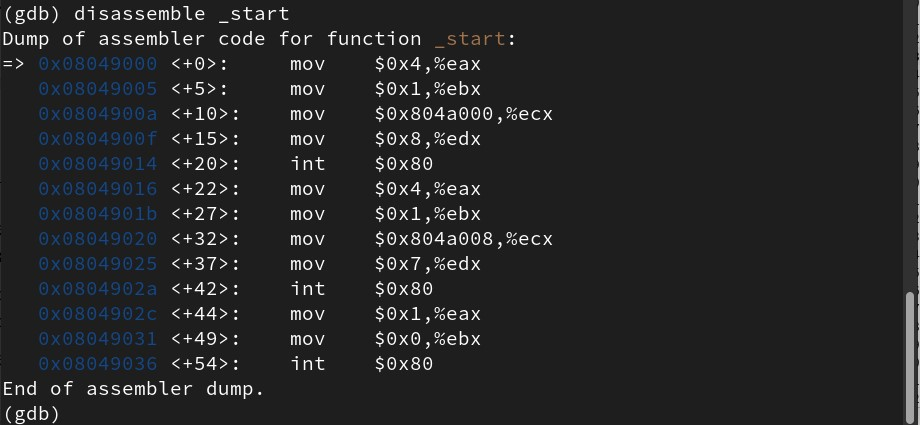 (gdb) disassemble _start
Dump of assembler code for function _start:
=> 0x08049000 <+0>:     mov    $0x4,%eax
   0x08049005 <+5>:     mov    $0x1,%ebx
   0x0804900a <+10>:    mov    $0x804a000,%ecx
   0x0804900f <+15>:    mov    $0x8,%edx
   0x08049014 <+20>:    int    $0x80
   0x08049016 <+22>:    mov    $0x4,%eax
   0x0804901b <+27>:    mov    $0x1,%ebx
   0x08049020 <+32>:    mov    $0x804a008,%ecx
   0x08049025 <+37>:    mov    $0x7,%edx
   0x0804902a <+42>:    int    $0x80
   0x0804902c <+44>:    mov    $0x1,%eax
   0x08049031 <+49>:    mov    $0x0,%ebx
   0x08049036 <+54>:    int    $0x80
End of assembler dump.
(gdb)